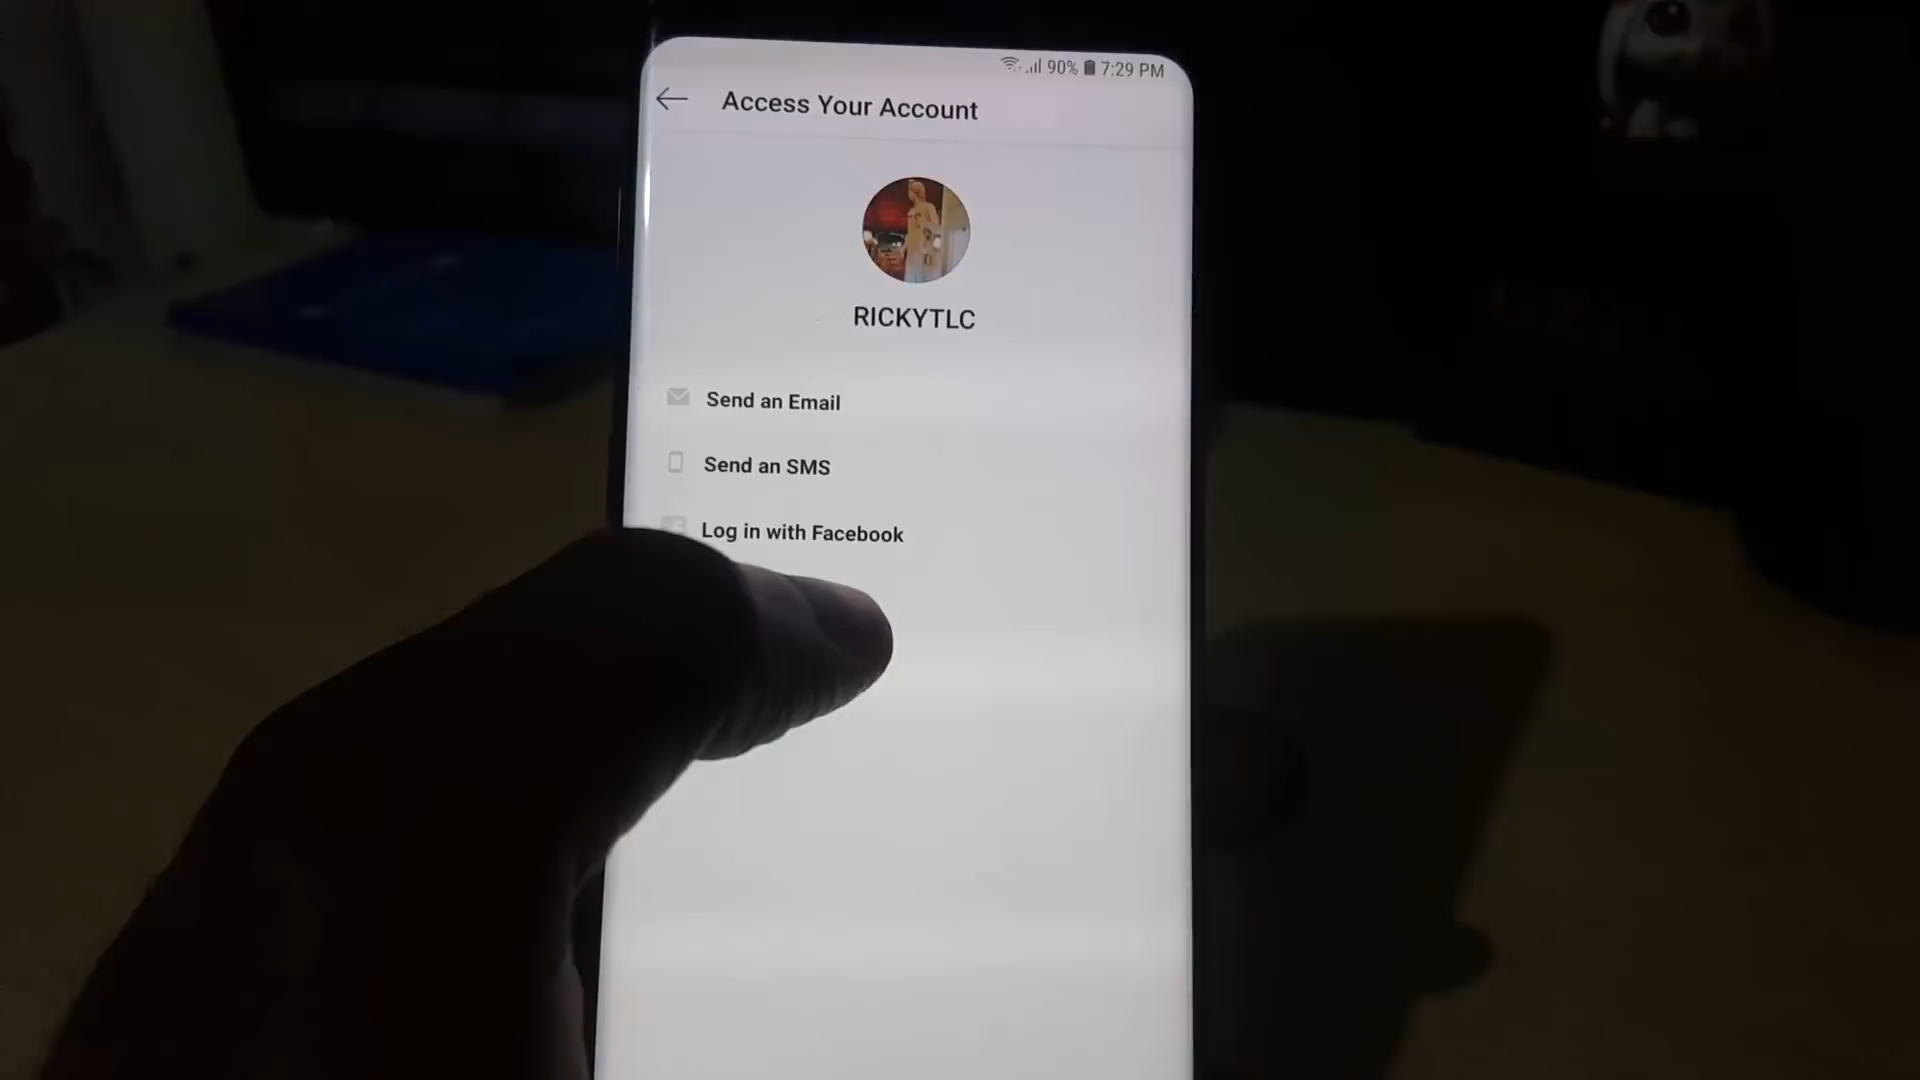 90% 7:29 PM
Access Your Account
RICKYTLC
Send an Email
Send an SMS
Log in with Facebook